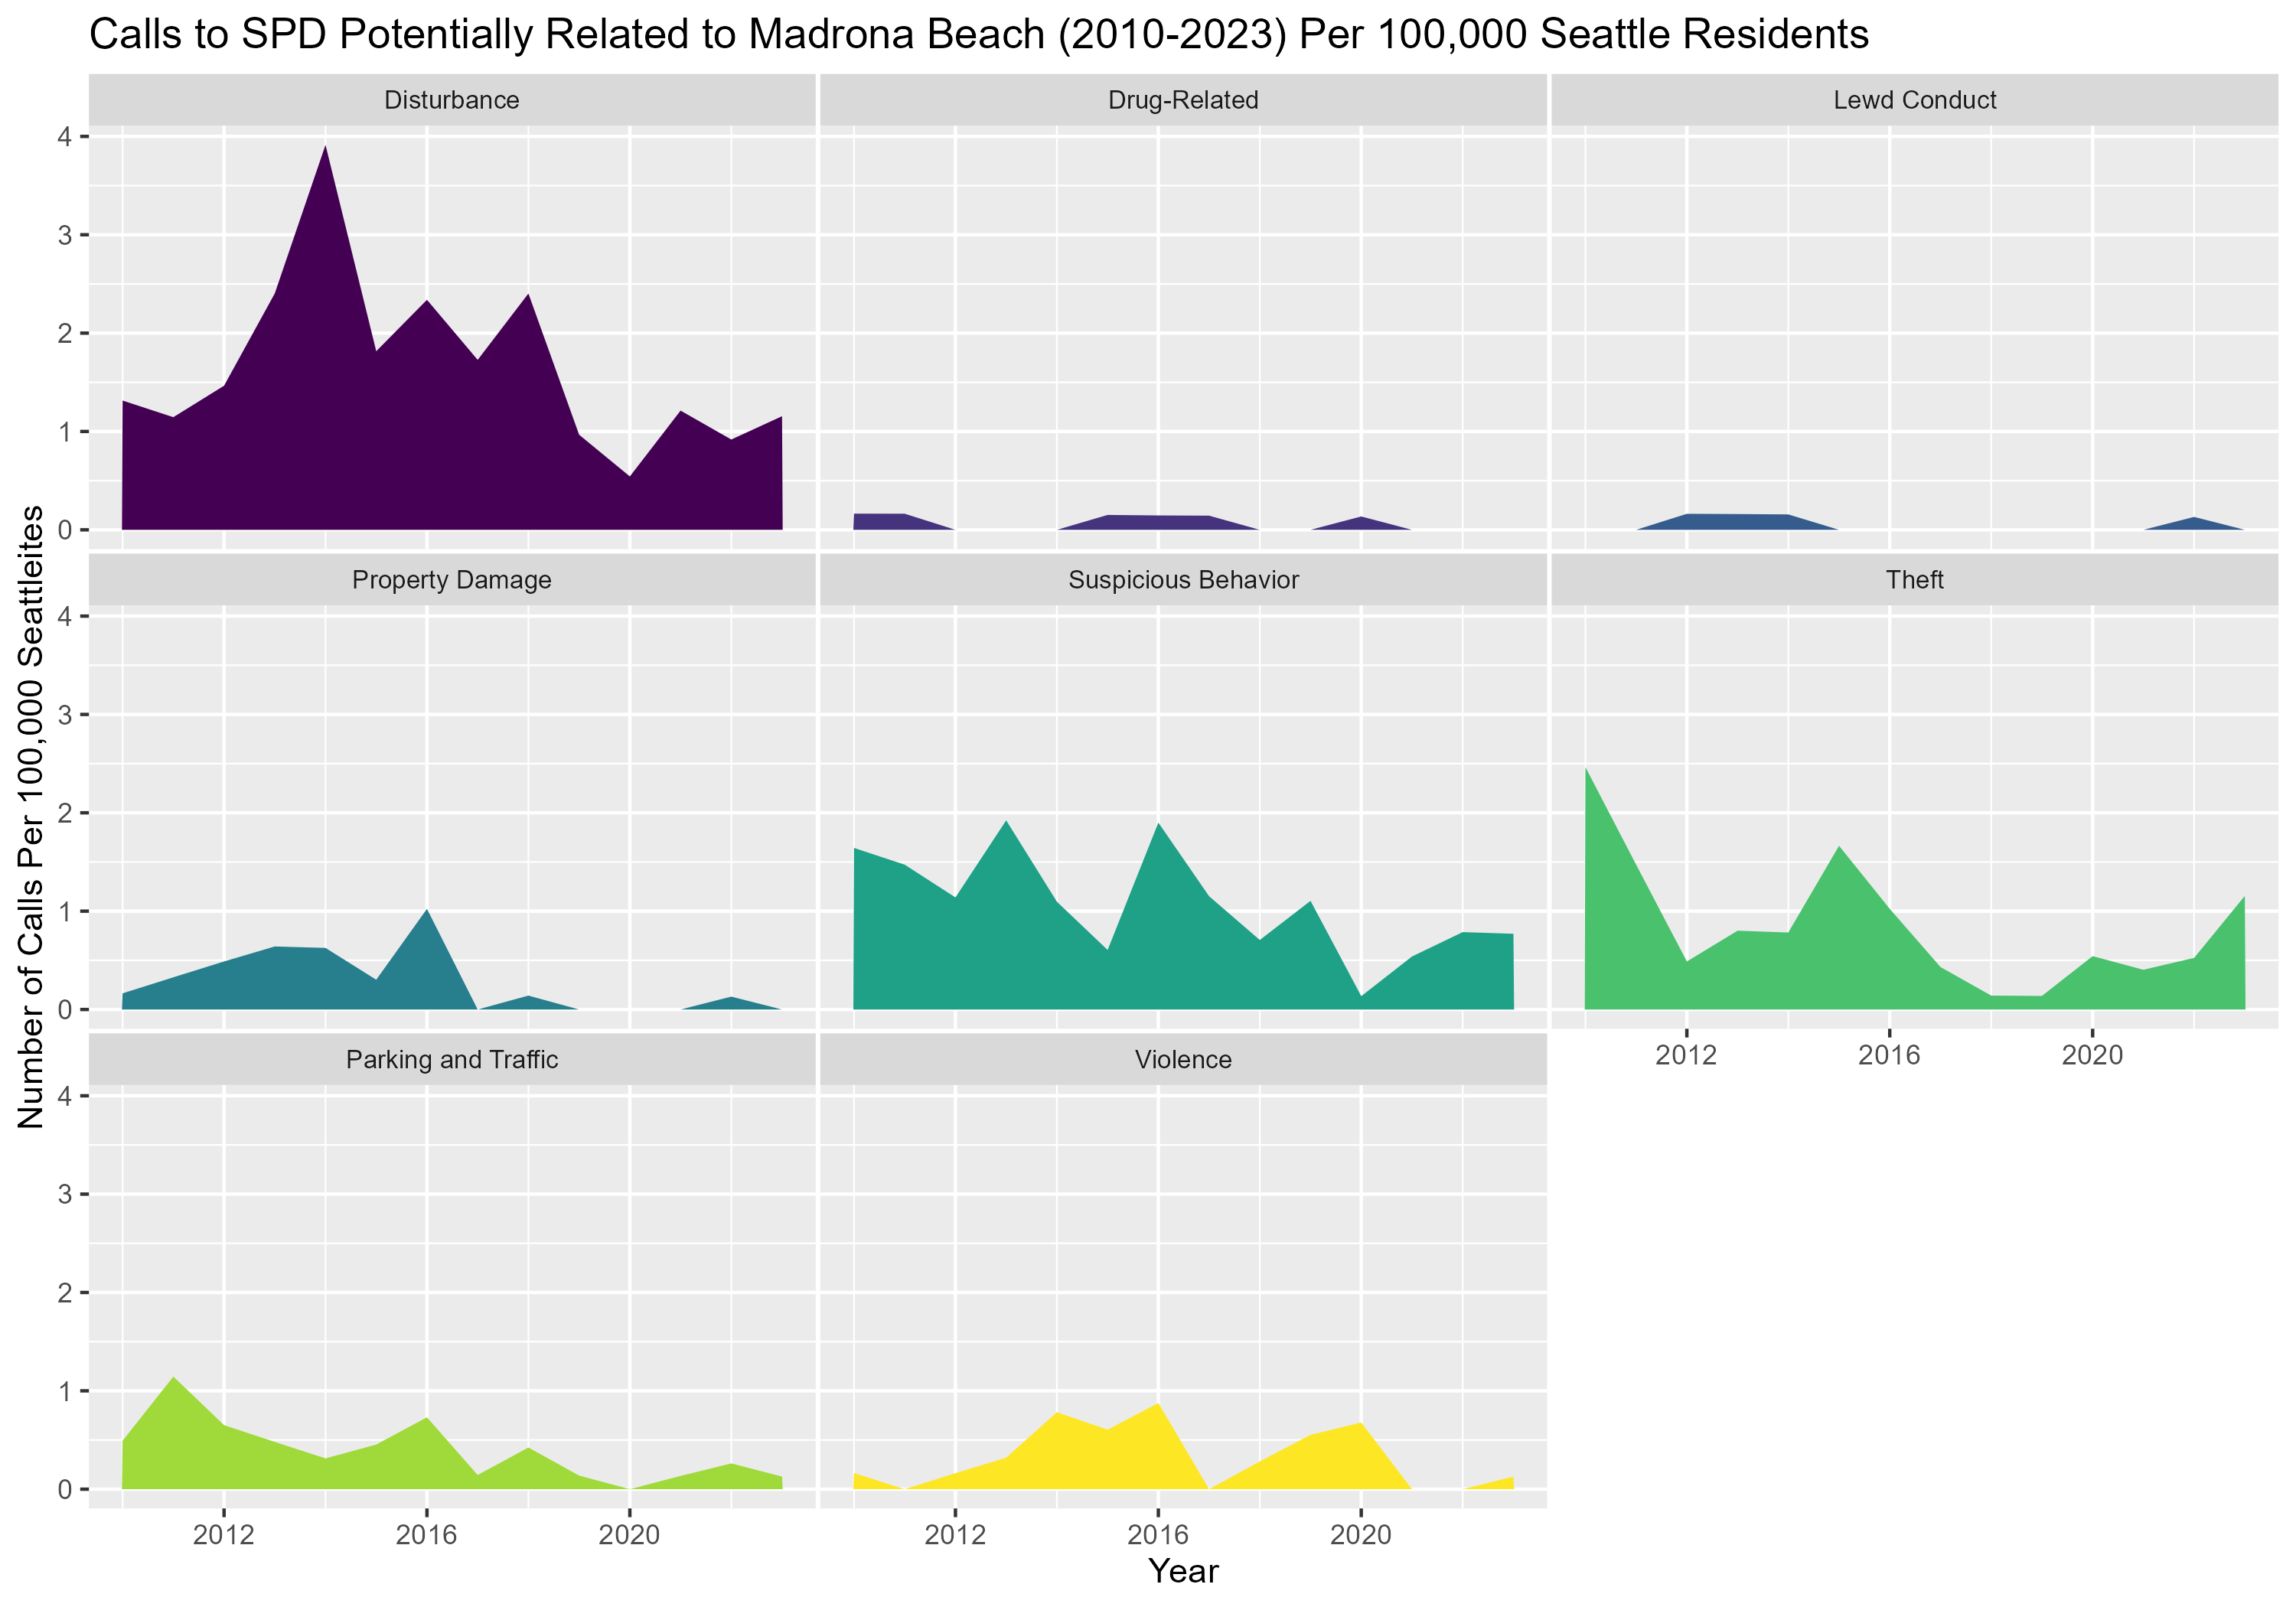 Calls to SPD Potentially Related to Madrona Beach (2010-2023) Per 100,000 Seattle Residents
Disturbance
Drug-Related
Lewd Conduct
4
3
2
1
0
Property Damage
Suspicious Behavior
Theft
4
3
2
1
0
2012 2016 2020
Parking and Traffic
Violence
4
3
2
1
0
2012 2016 2020
2012 2016 2020
Year
Number of Calls Per 100,000 Seattleites